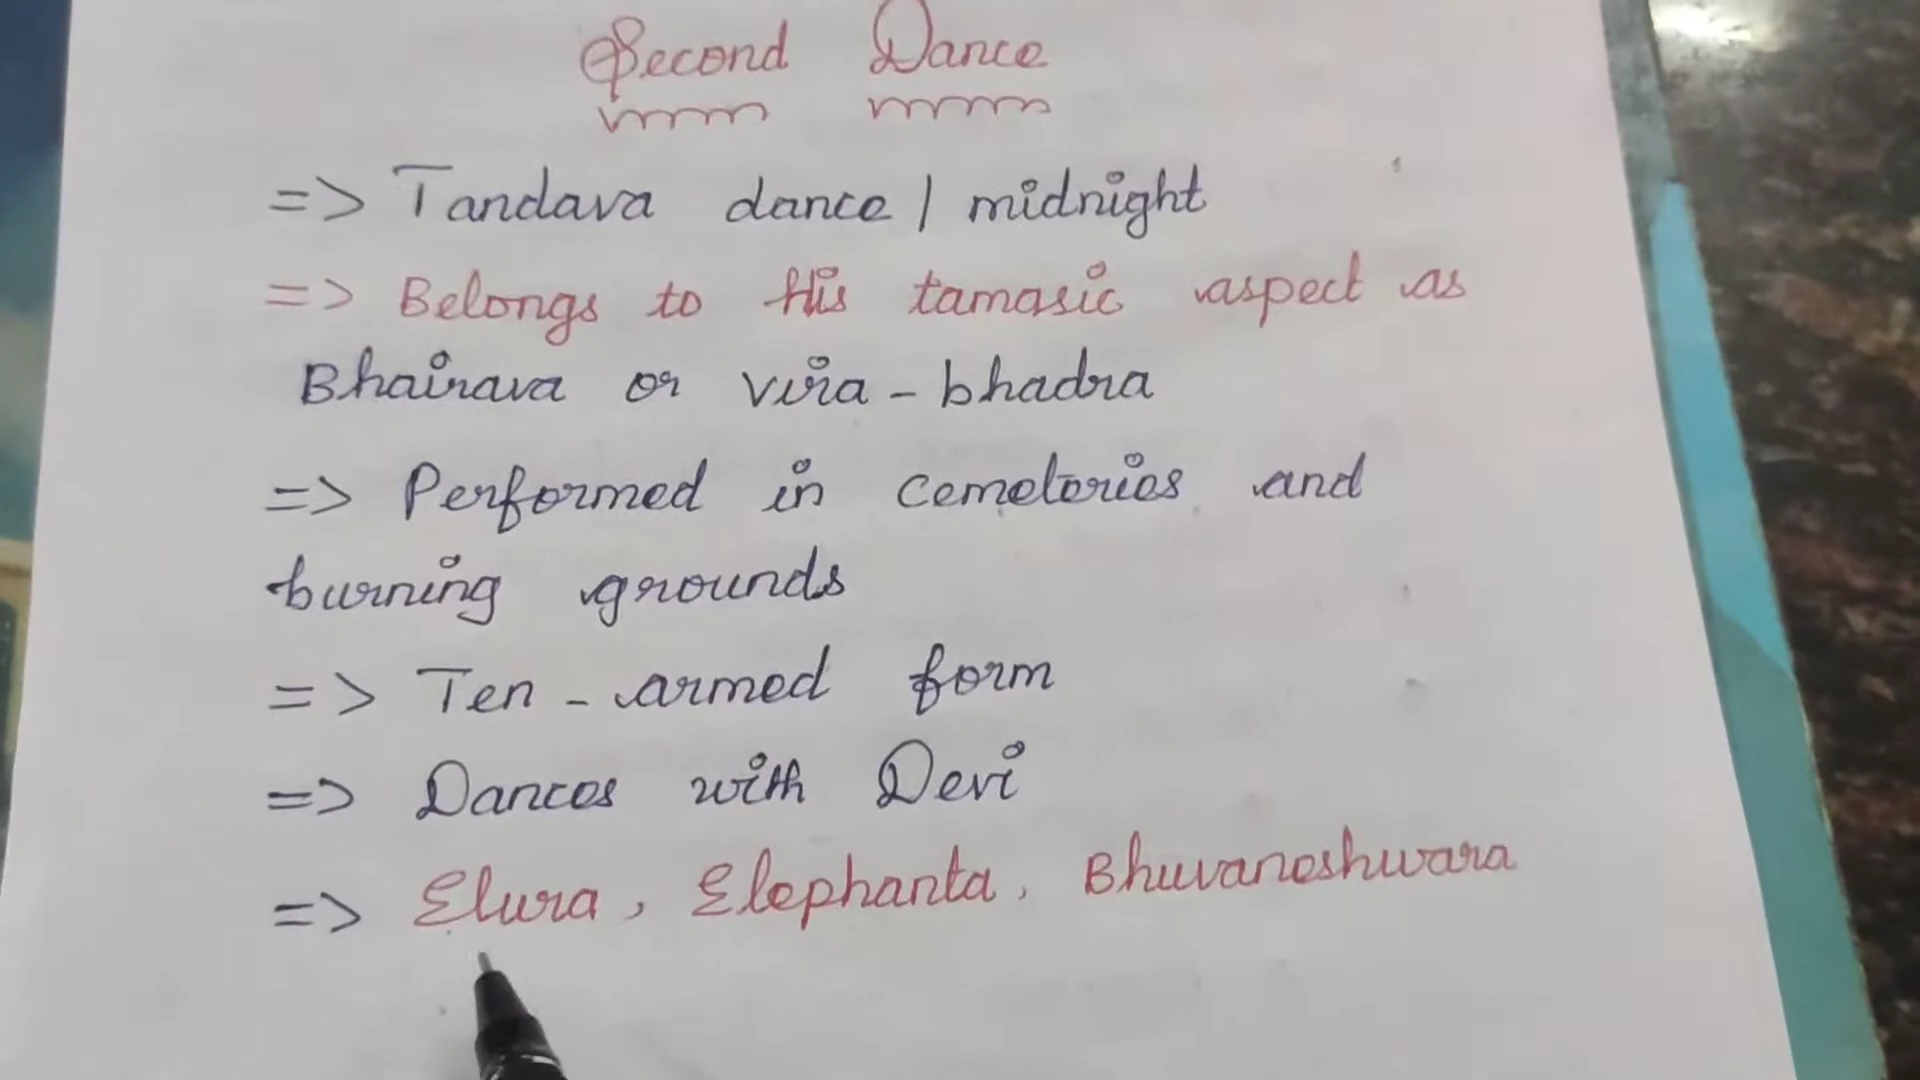 Second Dance
=> Tandava dance / midnight
=> Belongs to His tamasic aspect as
Bhairava or Vira - bhadra
=> Performed in cemeteries and
burning grounds
=> Ten - armed form
=> Dances with Devi
=> Elura, Elephanta, Bhuvaneshwara